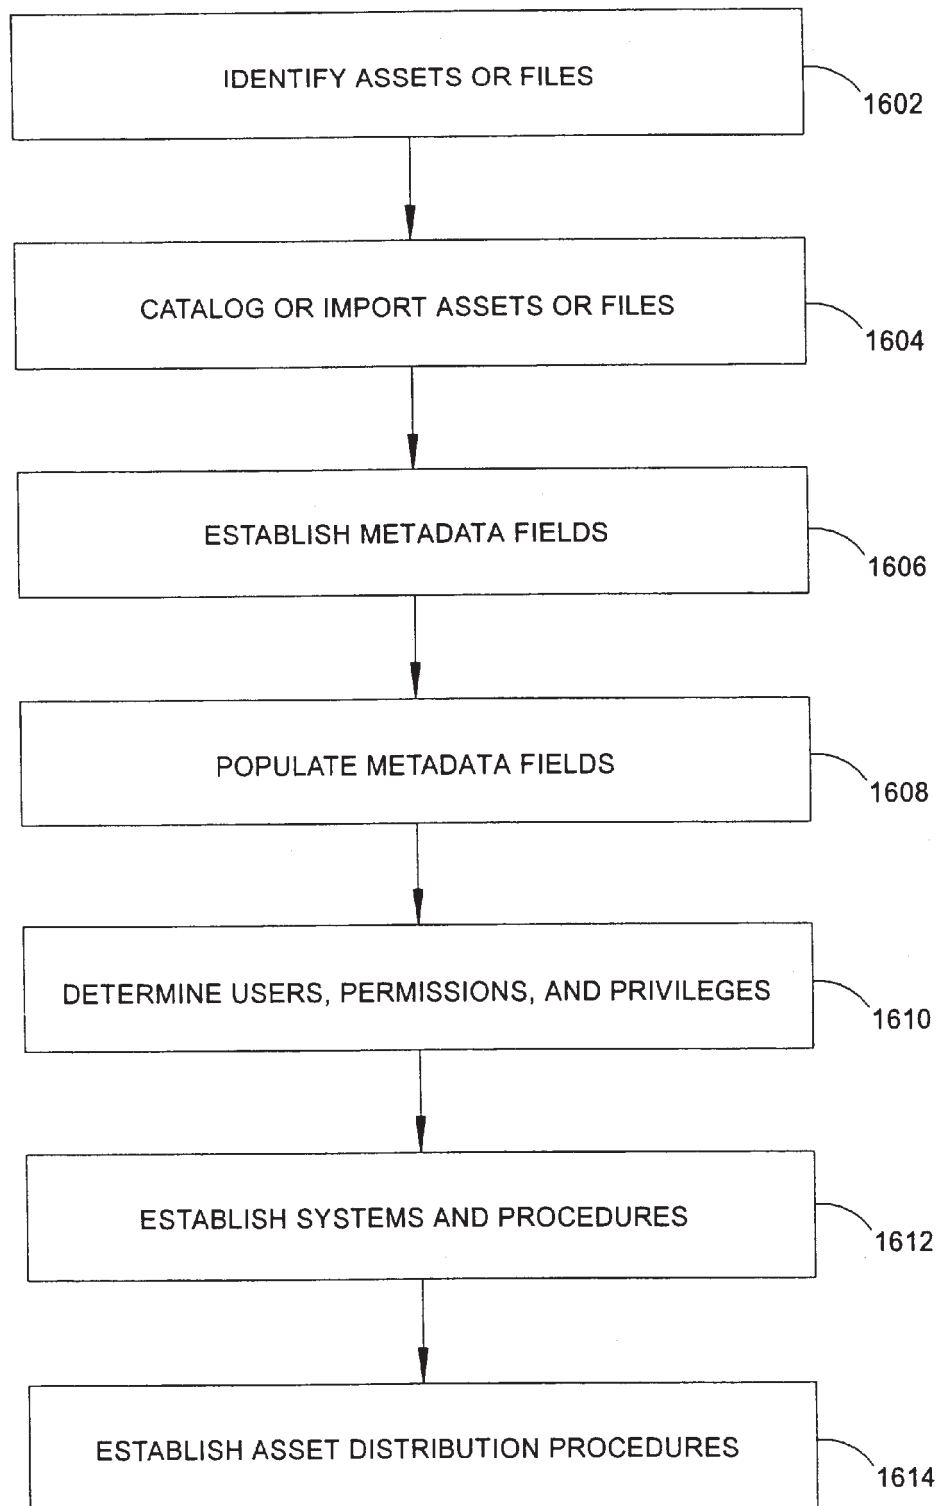 IDENTIFY ASSETS OR FILES
1602
CATALOG OR IMPORT ASSETS OR FILES
1604
ESTABLISH METADATA FIELDS
1606
POPULATE METADATA FIELDS
1608
DETERMINE USERS, PERMISSIONS, AND PRIVILEGES
1610
ESTABLISH SYSTEMS AND PROCEDURES
1612
ESTABLISH ASSET DISTRIBUTION PROCEDURES
1614